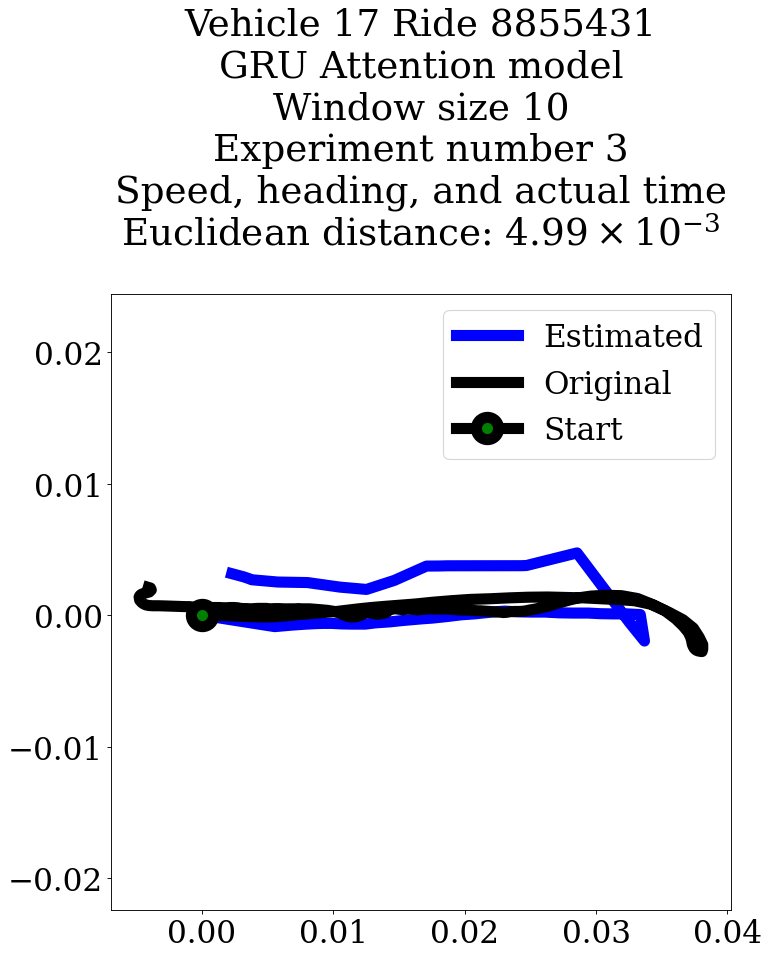 Vehicle 17 Ride 8855431
GRU Attention model
Window size 10
Experiment number 3
Speed, heading, and actual time
Euclidean distance: 4.99 × 10⁻³
Estimated
Original
Start
0.02
0.01
0.00
−0.01
−0.02
0.00 0.01 0.02 0.03 0.04